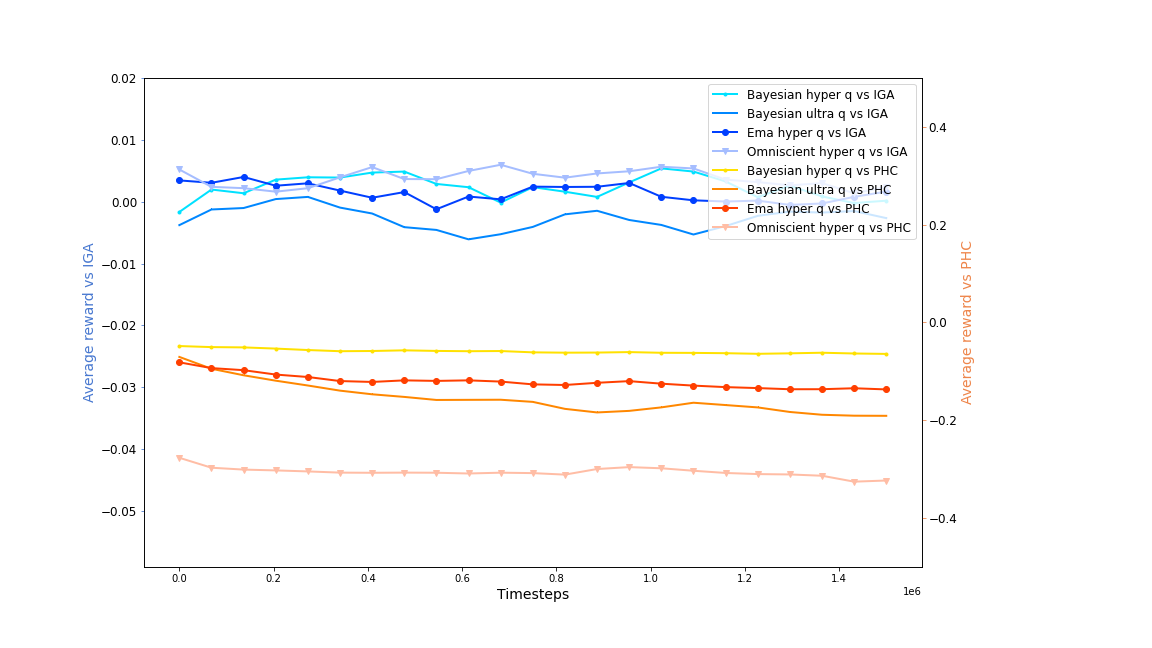 0.02
0.01
0.00
−0.01
−0.02
−0.03
−0.04
−0.05
Average reward vs IGA
Bayesian hyper q vs IGA
Bayesian ultra q vs IGA
Ema hyper q vs IGA
Omniscient hyper q vs IGA
Bayesian hyper q vs PHC
Bayesian ultra q vs PHC
Ema hyper q vs PHC
Omniscient hyper q vs PHC
0.4
0.2
0.0
−0.2
−0.4
Average reward vs PHC
0.0 0.2 0.4 0.6 0.8 1.0 1.2 1.4
1e6
Timesteps